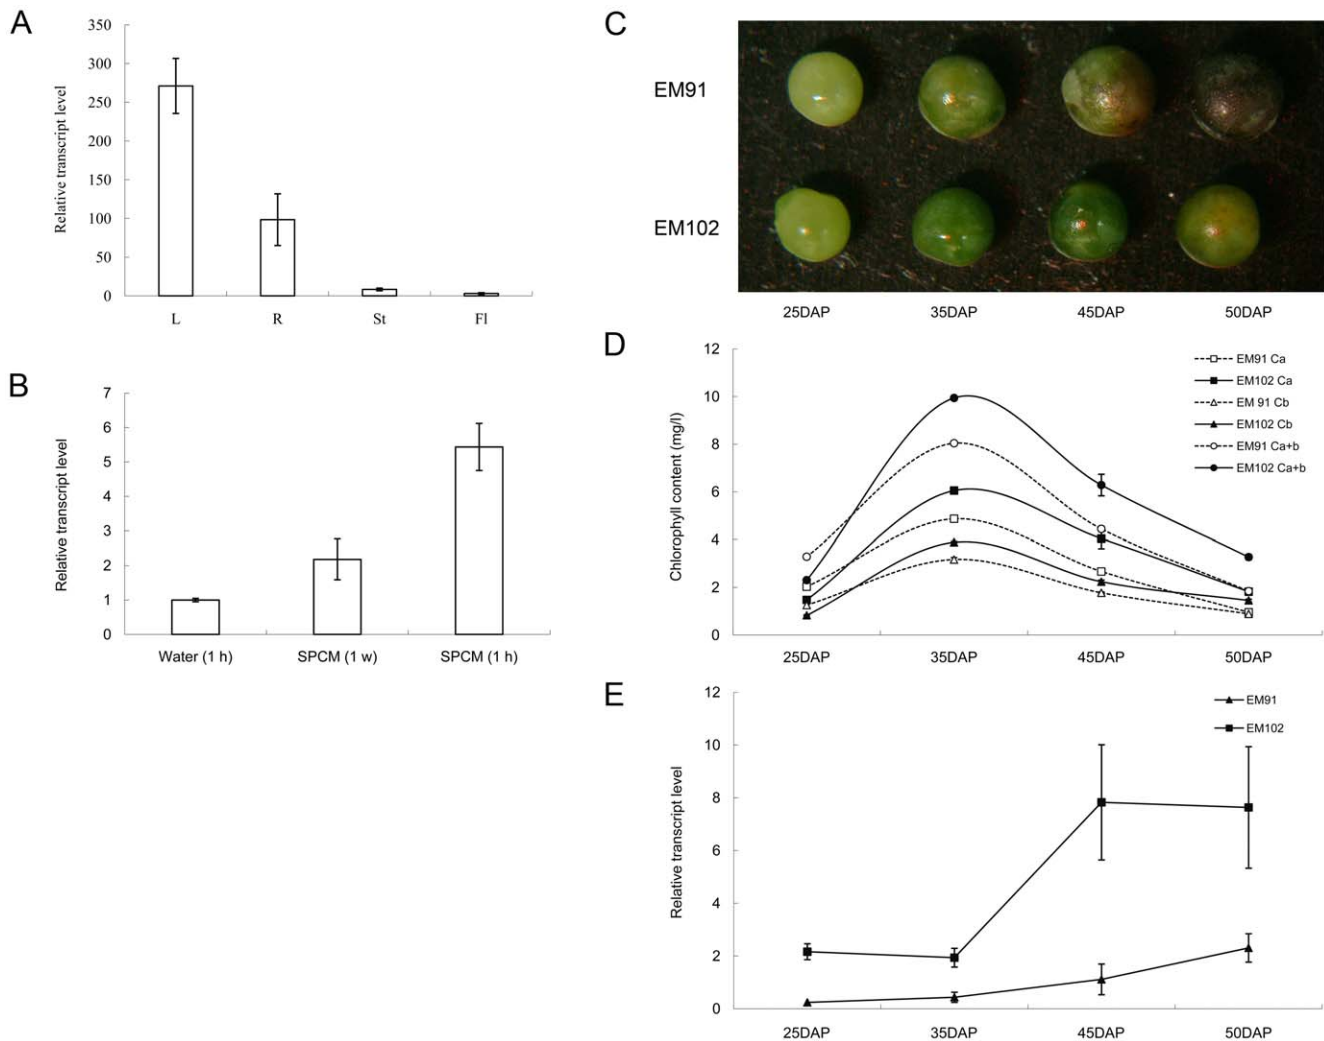 A
Relative transcript level
350
300
250
200
150
100
50
0
L R St Fl
B
Relative transcript level
7
6
5
4
3
2
1
0
Water (1 h) SPCM (1 w) SPCM (1 h)
C
EM91
EM102
25DAP 35DAP 45DAP 50DAP
D
Chlorophyll content (mg/l)
12
10
8
6
4
2
0
EM91 Ca
EM102 Ca
EM 91 Cb
EM102 Cb
EM91 Ca+b
EM102 Ca+b
25DAP 35DAP 45DAP 50DAP
E
Relative transcript level
12
10
8
6
4
2
0
EM91
EM102
25DAP 35DAP 45DAP 50DAP